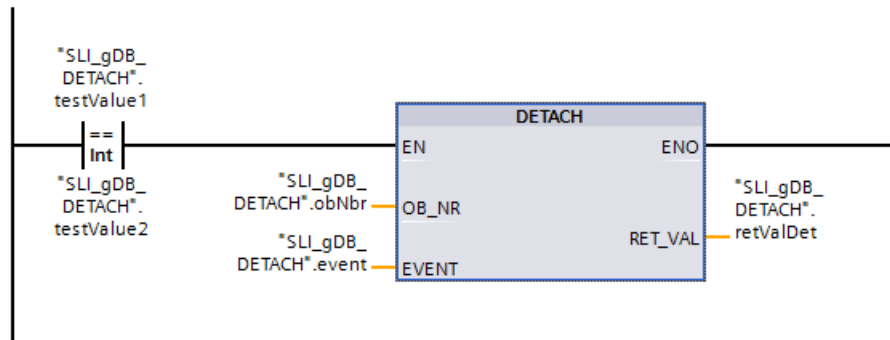 "SLI_gDB_
DETACH".
testValue1
==
Int
"SLI_gDB_
DETACH".
testValue2
DETACH
EN
ENO
"SLI_gDB_
DETACH".obNbr
OB_NR
"SLI_gDB_
DETACH".event
EVENT
RET_VAL
"SLI_gDB_
DETACH".
retValDet